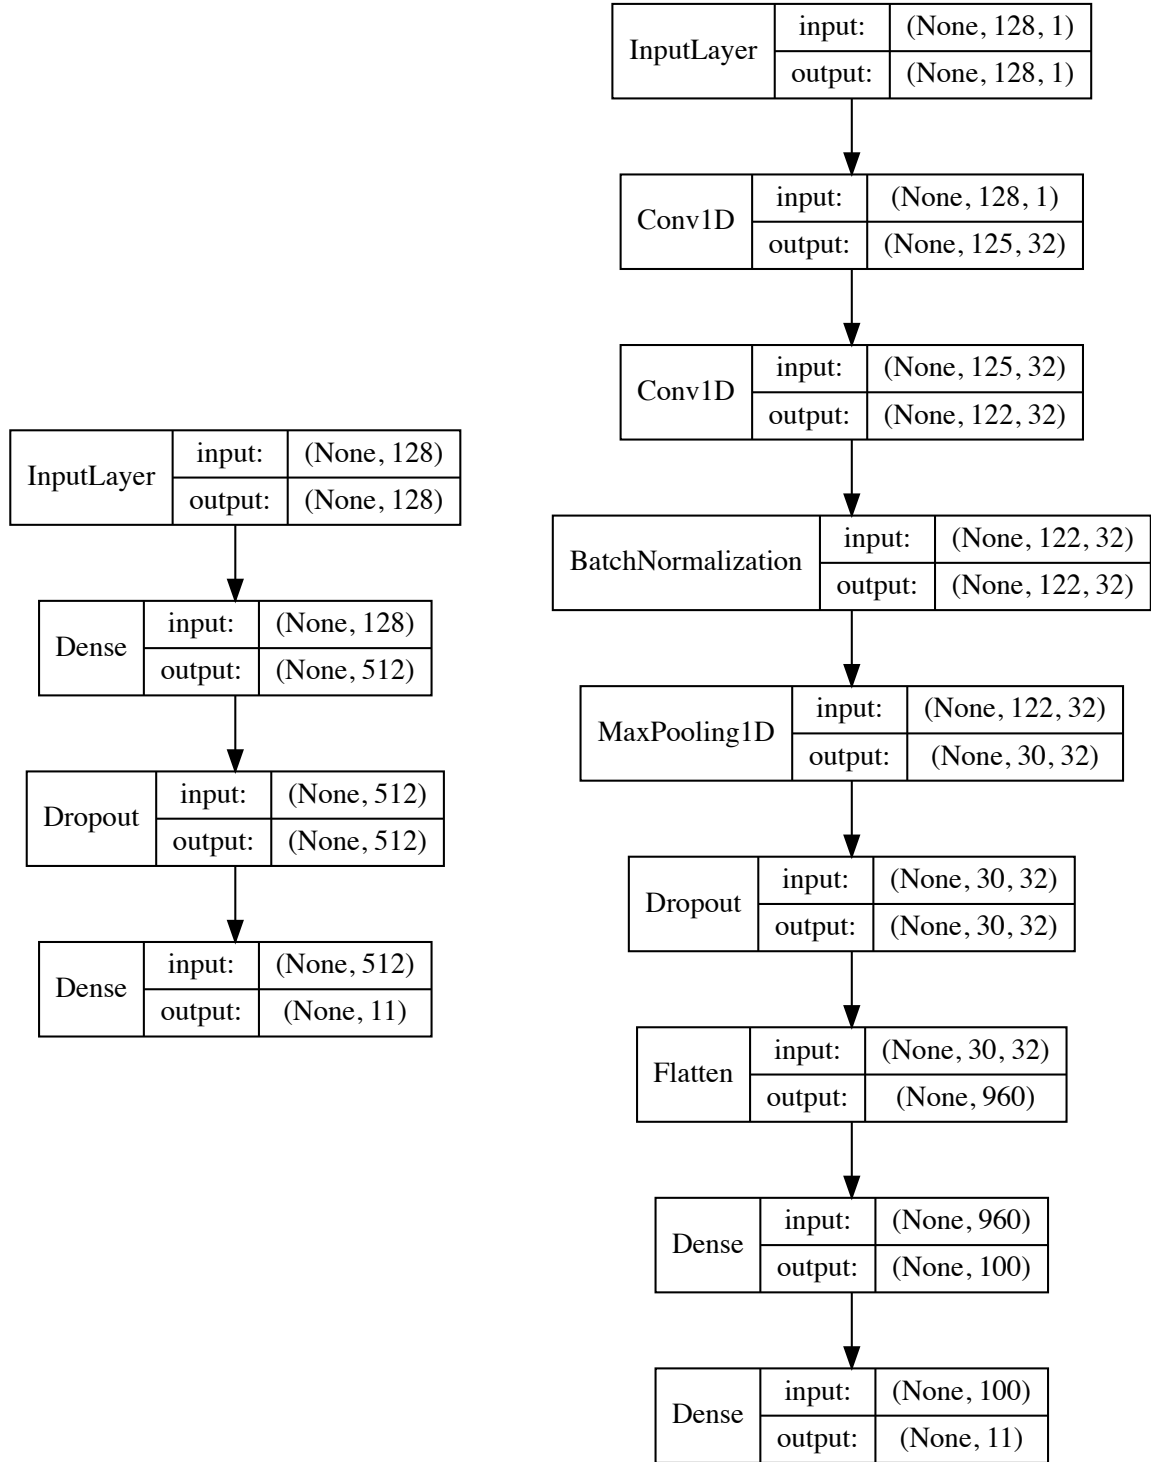 InputLayer
input: (None, 128)
output: (None, 128)
Dense
input: (None, 128)
output: (None, 512)
Dropout
input: (None, 512)
output: (None, 512)
Dense
input: (None, 512)
output: (None, 11)
InputLayer
input: (None, 128, 1)
output: (None, 128, 1)
Conv1D
input: (None, 128, 1)
output: (None, 125, 32)
Conv1D
input: (None, 125, 32)
output: (None, 122, 32)
BatchNormalization
input: (None, 122, 32)
output: (None, 122, 32)
MaxPooling1D
input: (None, 122, 32)
output: (None, 30, 32)
Dropout
input: (None, 30, 32)
output: (None, 30, 32)
Flatten
input: (None, 30, 32)
output: (None, 960)
Dense
input: (None, 960)
output: (None, 100)
Dense
input: (None, 100)
output: (None, 11)